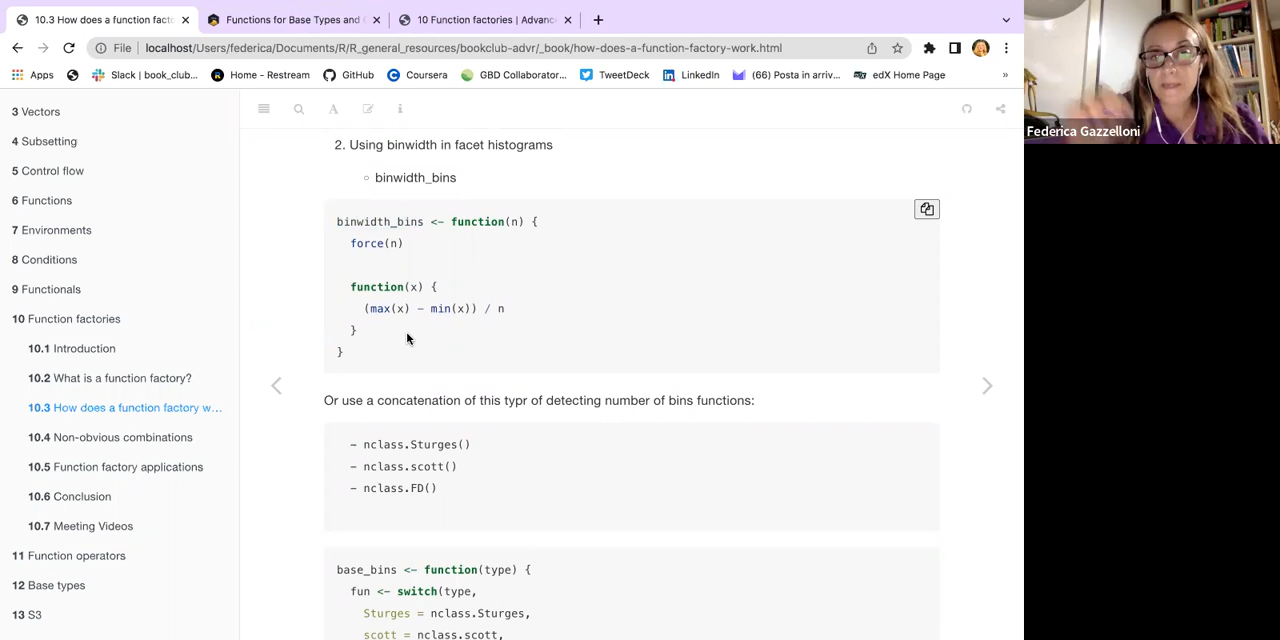 10.3 How does a function facto
Functions for Base Types and
10 Function factories | Advanc
File
localhost/Users/federica/Documents/R/R_general_resources/bookclub-advr/_book/how-does-a-function-factory-work.html
Apps
Slack | book_club...
Home - Restream
GitHub
Coursera
GBD Collaborator...
TweetDeck
LinkedIn
(66) Posta in arriv...
edX Home Page
»
3 Vectors
4 Subsetting
5 Control flow
6 Functions
7 Environments
8 Conditions
9 Functionals
10 Function factories
10.1 Introduction
10.2 What is a function factory?
10.3 How does a function factory w...
10.4 Non-obvious combinations
10.5 Function factory applications
10.6 Conclusion
10.7 Meeting Videos
11 Function operators
12 Base types
13 S3
2. Using binwidth in facet histograms
binwidth_bins
binwidth_bins <- function(n) {
force(n)
function(x) {
(max(x) - min(x)) / n
}
}
Or use a concatenation of this typr of detecting number of bins functions:
- nclass.Sturges()
- nclass.scott()
- nclass.FD()
base_bins <- function(type) {
fun <- switch(type,
Sturges = nclass.Sturges,
scott = nclass.scott,
Federica Gazzelloni